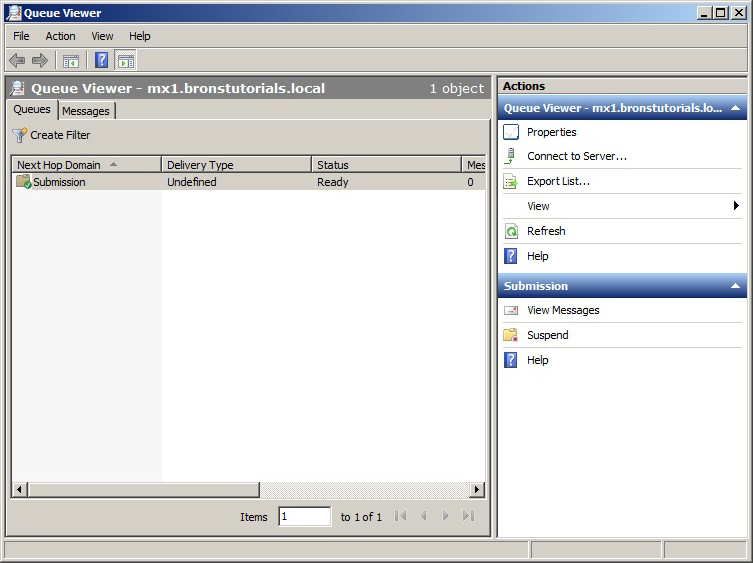 Queue Viewer
File Action View Help
Queue Viewer - mx1.bronstutorials.local 1 object
Queues Messages
Create Filter
Next Hop Domain Delivery Type Status Mes
Submission Undefined Ready 0
Items 1 to 1 of 1
Actions
Queue Viewer - mx1.bronstutorials.lo...
Properties
Connect to Server...
Export List...
View
Refresh
Help
Submission
View Messages
Suspend
Help